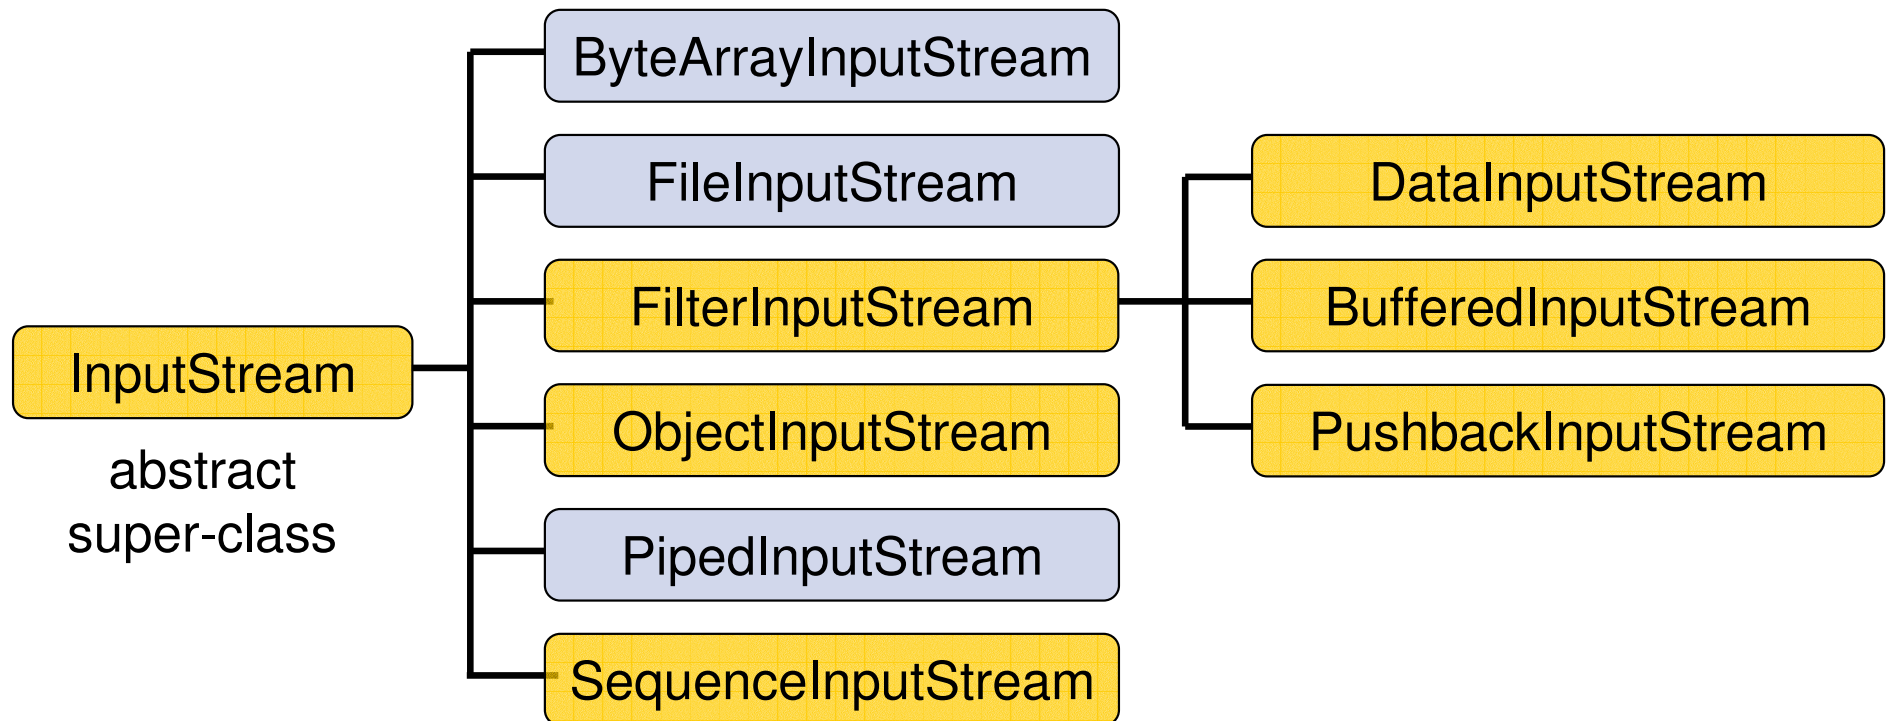 ByteArrayInputStream
FileInputStream
DataInputStream
FilterInputStream
BufferedInputStream
InputStream
abstract
super-class
ObjectInputStream
PushbackInputStream
PipedInputStream
SequenceInputStream